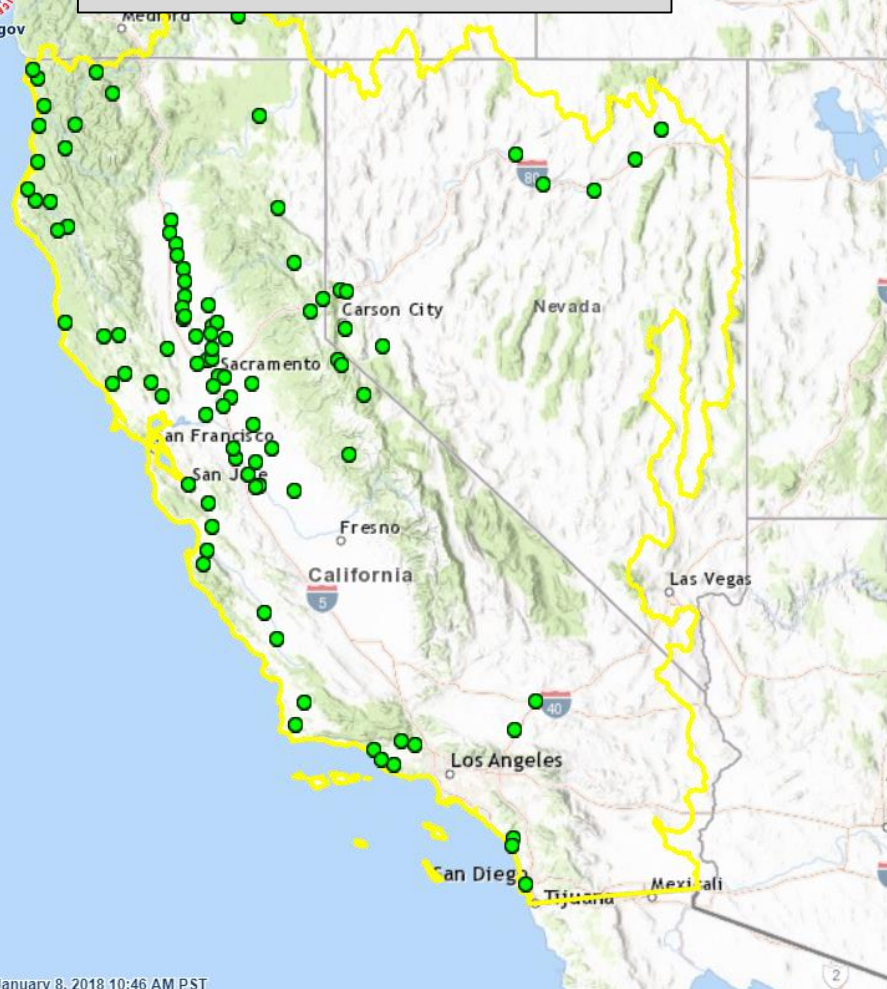 Medford
gov
80
Carson City
Nevada
Sacramento
San Francisco
San Jose
Fresno
California
5
Las Vegas
40
Los Angeles
San Diego
Tijuana
Mexicali
2
January 8, 2018 10:46 AM PST